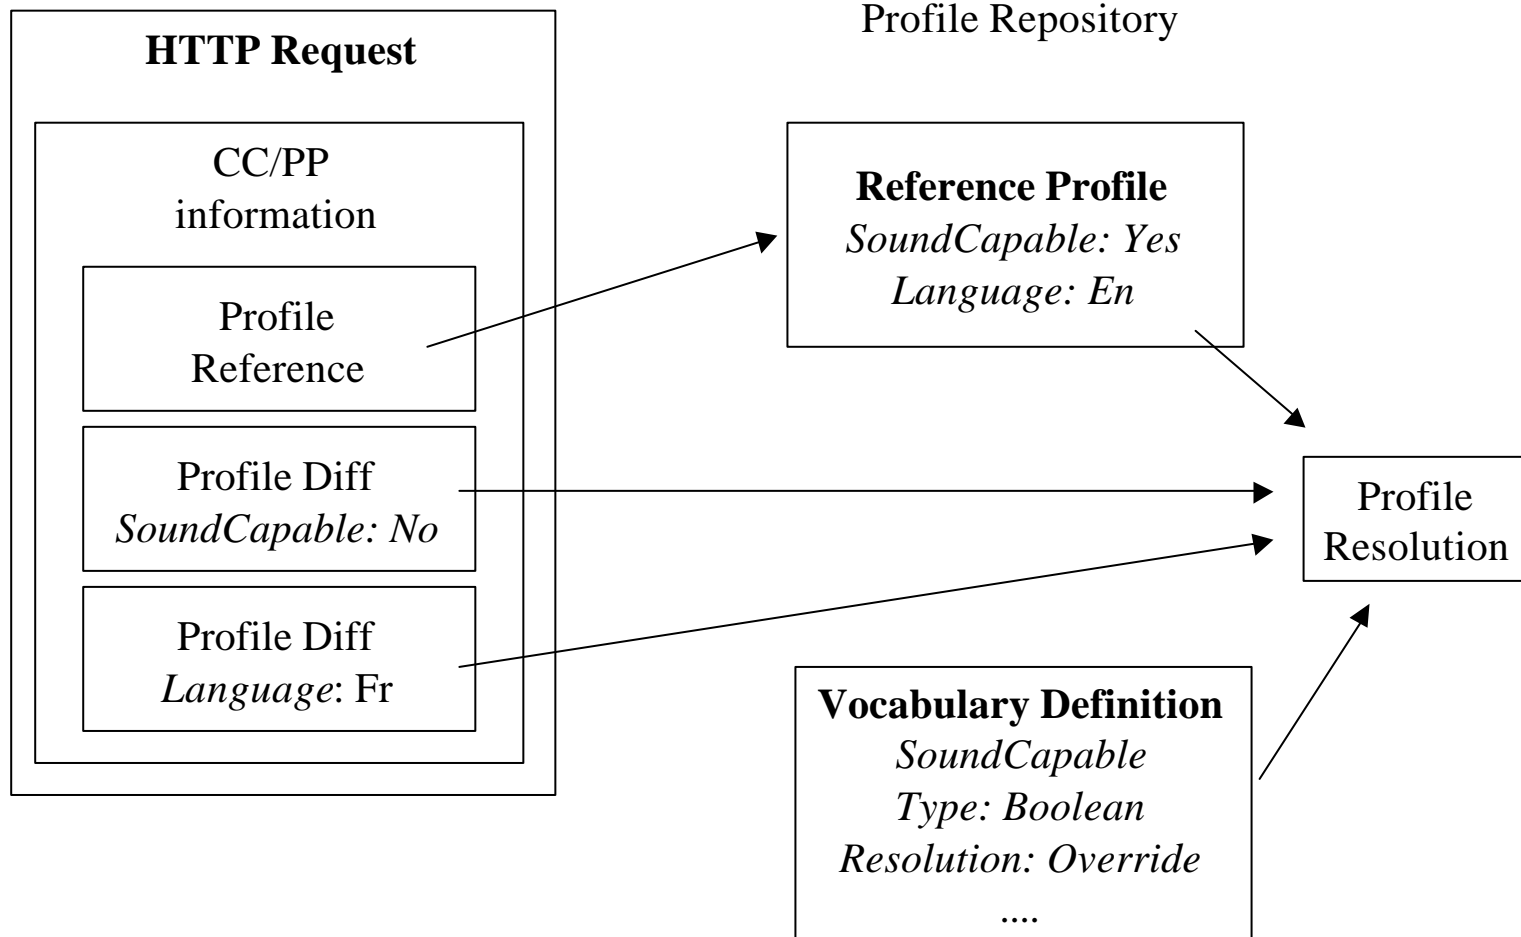 HTTP Request
CC/PP
information
Profile
Reference
Profile Diff
SoundCapable: No
Profile Diff
Language: Fr
Profile Repository
Reference Profile
SoundCapable: Yes
Language: En
Profile
Resolution
Vocabulary Definition
SoundCapable
Type: Boolean
Resolution: Override
....